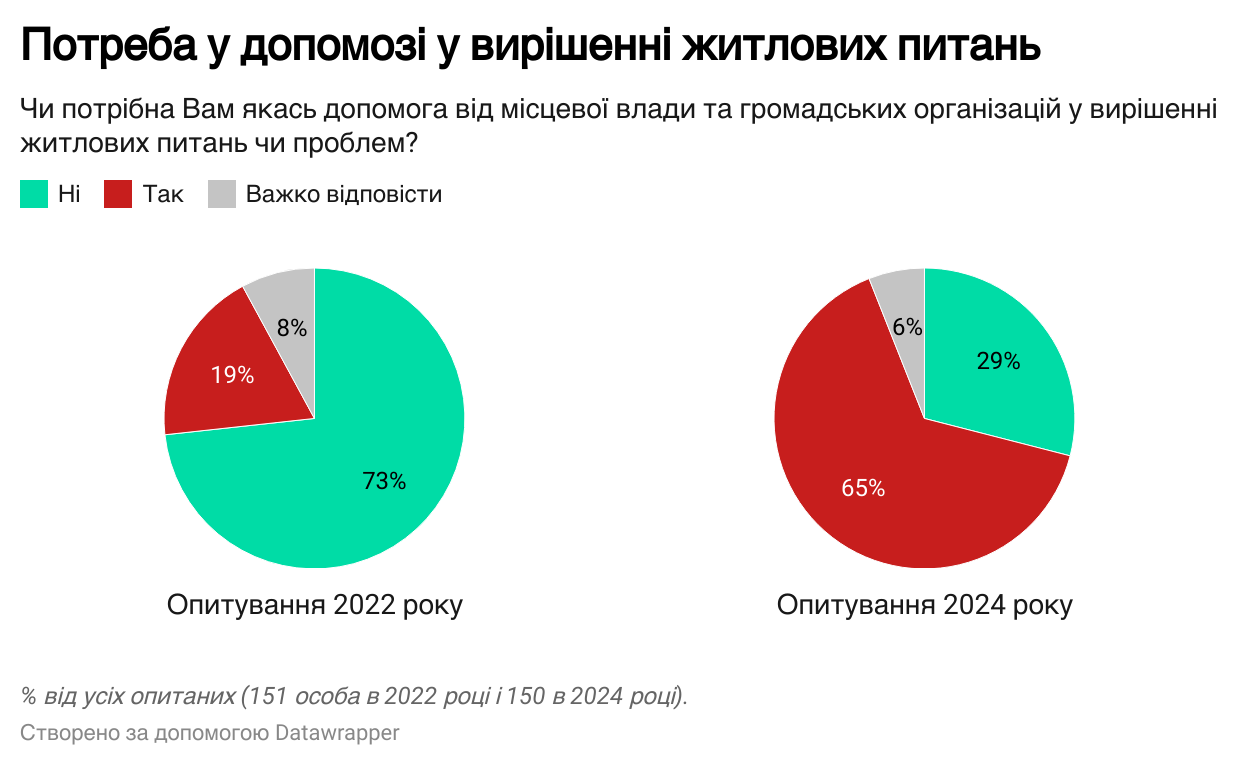 Потреба у допомозі у вирішенні житлових питань
Чи потрібна Вам якась допомога від місцевої влади та громадських організацій у вирішенні
житлових питань чи проблем?
Ні Так Важко відповісти
8%
19%
73%
6%
29%
65%
Опитування 2022 року
Опитування 2024 року
% від усіх опитаних (151 особа в 2022 році і 150 в 2024 році).
Створено за допомогою Datawrapper